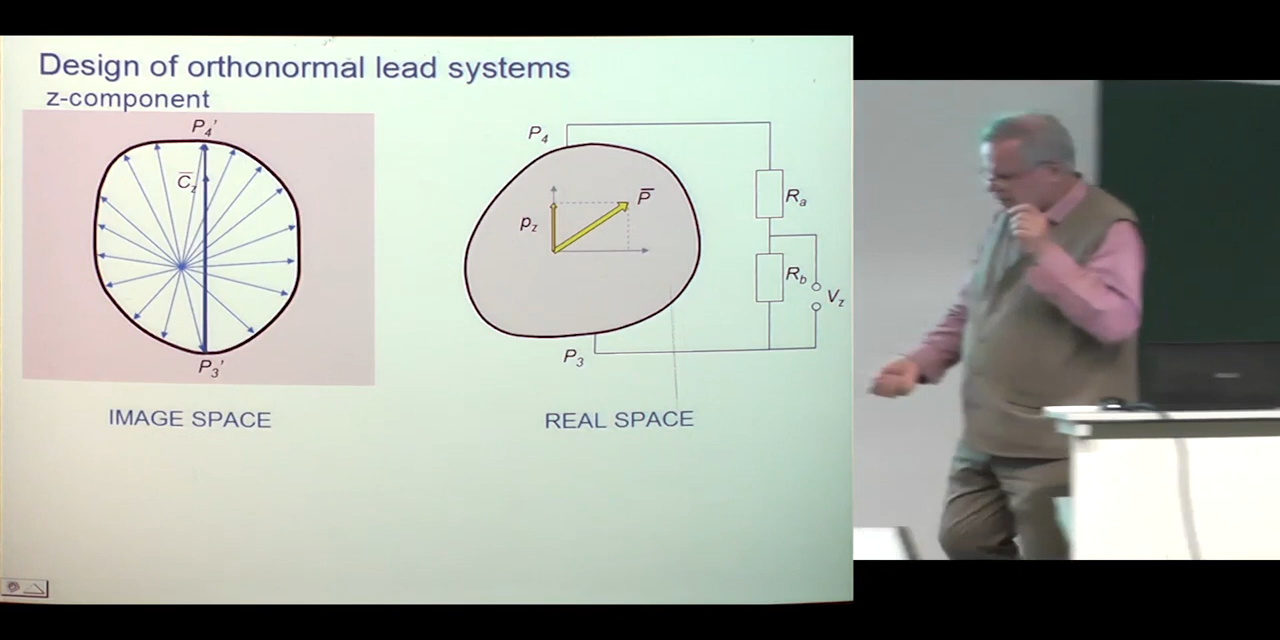 Design of orthonormal lead systems
z-component
P4'
C̅z
P3'
IMAGE SPACE
P4
P̅
pz
Ra
Rb
Vz
P3
REAL SPACE